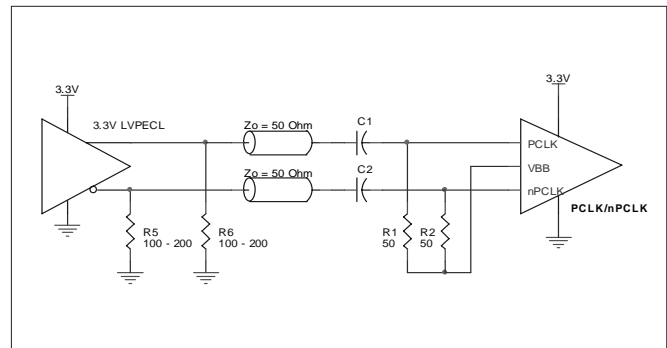 3.3V
3.3V
3.3V LVPECL
Zo = 50 Ohm
C1
PCLK
VBB
Zo = 50 Ohm
C2
nPCLK
PCLK/nPCLK
R5
100 - 200
R6
100 - 200
R1
50
R2
50